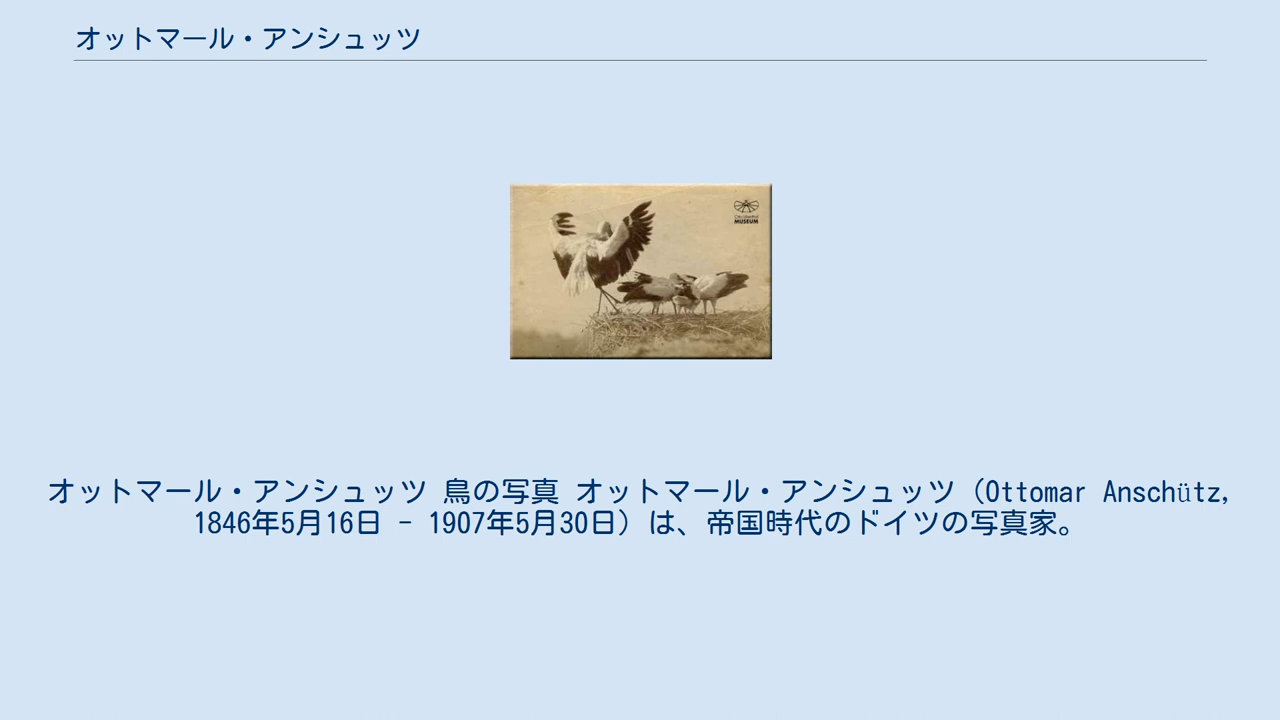 オットマール・アンシュッツ
MUSEUM
オットマール・アンシュッツ 鳥の写真 オットマール・アンシュッツ（Ottomar Anschütz,
1846年5月16日 - 1907年5月30日）は、帝国時代のドイツの写真家。